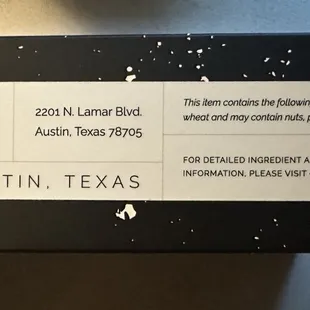 2201 N. Lamar Blvd.
Austin, Texas 78705
TIN, TEXAS
This item contains the followin
wheat and may contain nuts, p
FOR DETAILED INGREDIENT A
INFORMATION, PLEASE VISIT